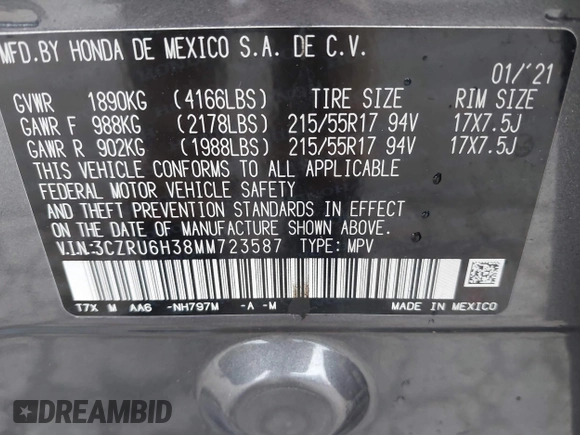 MFD.BY HONDA DE MEXICO S.A. DE C.V.
01/'21
GVWR 1890KG (4166LBS) TIRE SIZE RIM SIZE
GAWR F 988KG (2178LBS) 215/55R17 94V 17X7.5J
GAWR R 902KG (1988LBS) 215/55R17 94V 17X7.5J
THIS VEHICLE CONFORMS TO ALL APPLICABLE
FEDERAL MOTOR VEHICLE SAFETY
AND THEFT PREVENTION STANDARDS IN EFFECT
ON THE DATE OF MANUFACTURE SHOWN ABOVE.
V.I.N:3CZRU6H38MM723587 TYPE: MPV
T7X M AA6 -NH797M -A -M MADE IN MEXICO
DREAMBID